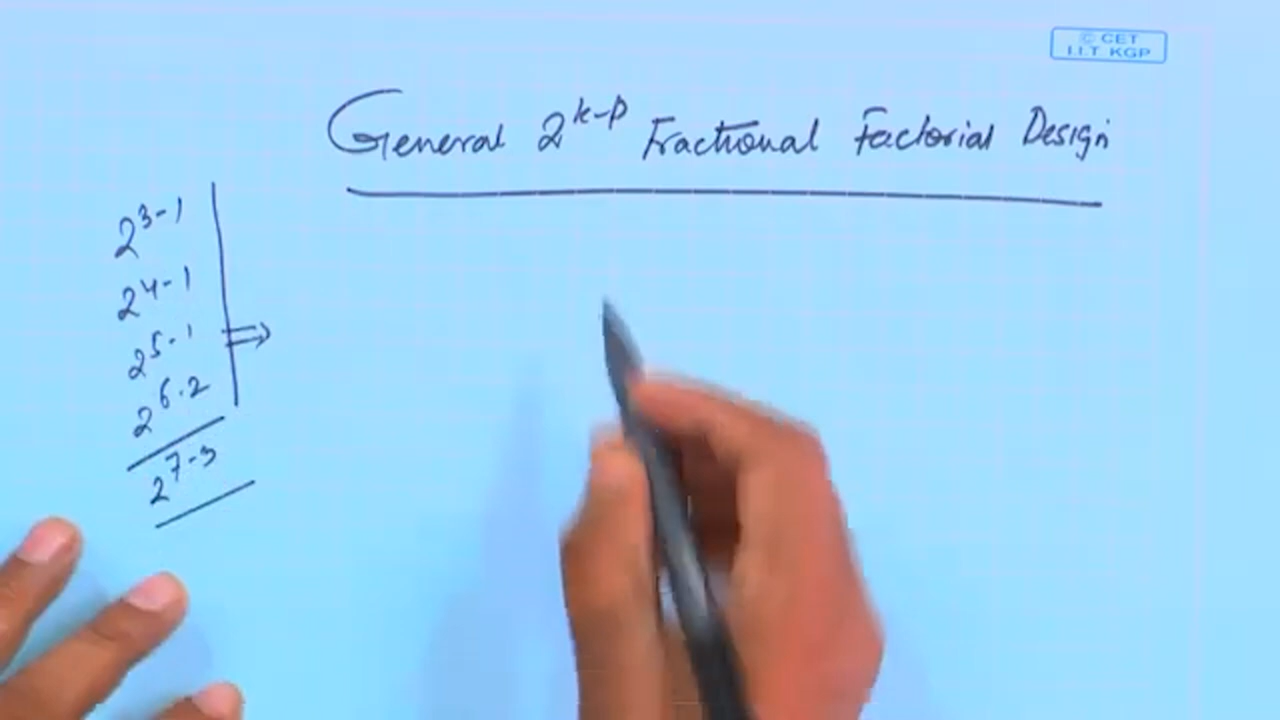 © CET
I.I.T. KGP
General 2^{k-p} Fractional Factorial Design
2^{3-1}
2^{4-1}
2^{5-1}
⇒
2^{6-2}
2^{7-3}